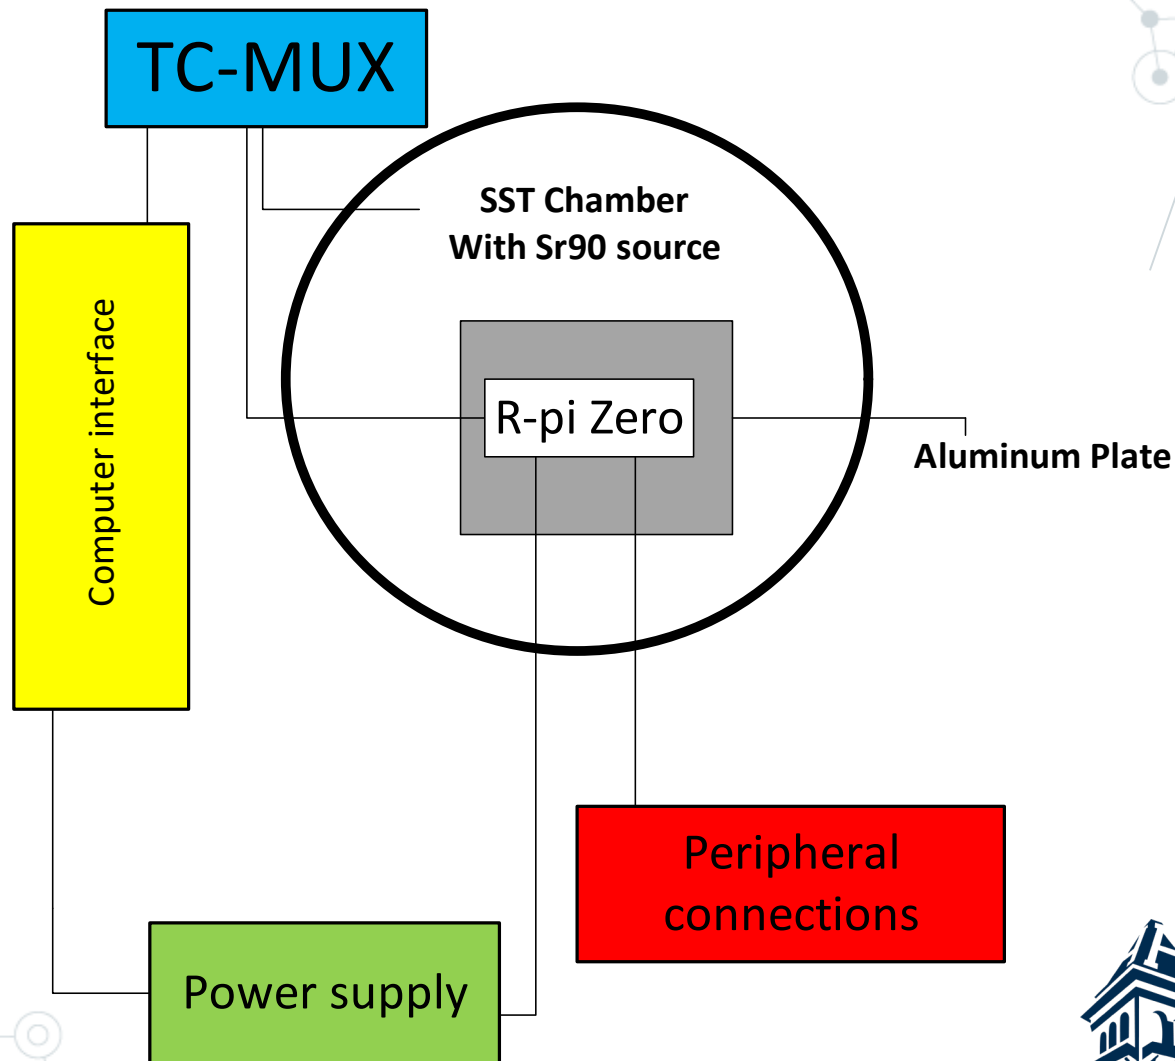 TC-MUX
SST Chamber
With Sr90 source
Computer interface
R-pi Zero
Aluminum Plate
Peripheral
connections
Power supply